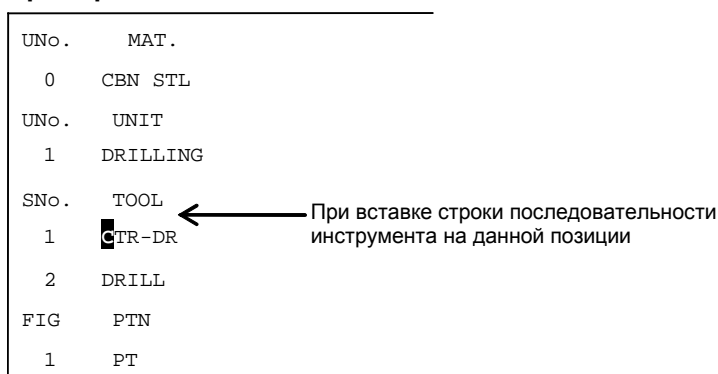 UNo. MAT.
0 CBN STL
UNo. UNIT
1 DRILLING
SNo. TOOL
При вставке строки последовательности
1 CTR-DR инструмента на данной позиции
2 DRILL
FIG PTN
1 PT